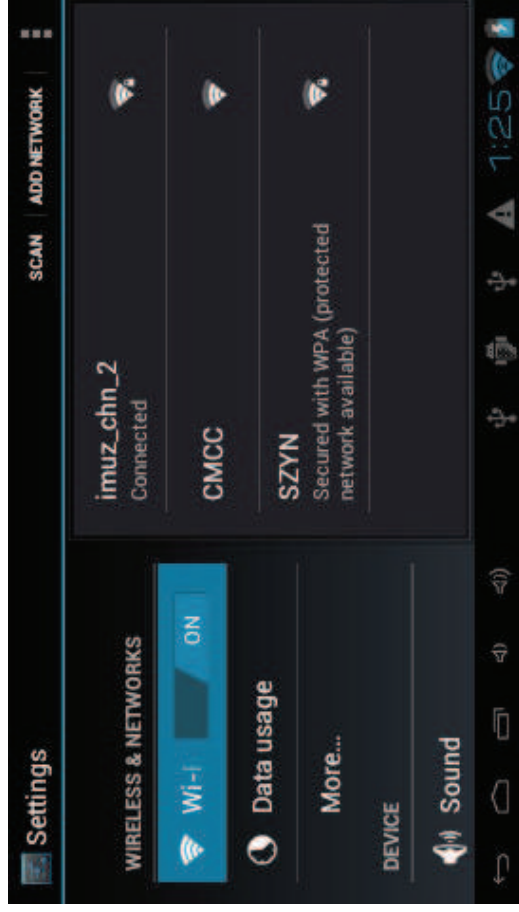 Settings
SCAN
ADD NETWORK
WIRELESS & NETWORKS
Wi-
ON
Data usage
More...
DEVICE
Sound
imuz_chn_2
Connected
CMCC
SZYN
Secured with WPA (protected
network available)
1:25